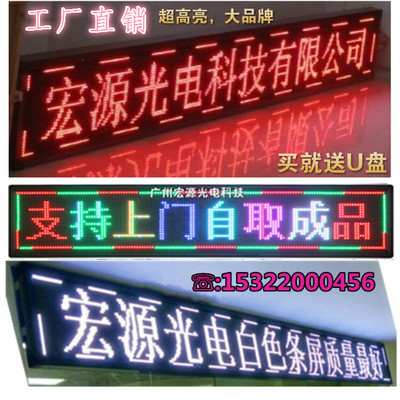 工厂直销
超高亮，大品牌
宏源光电科技有限公司
买就送U盘
广州宏源光电科技
支持上门自取成品
☎:15322000456
宏源光电白色条屏质量最好